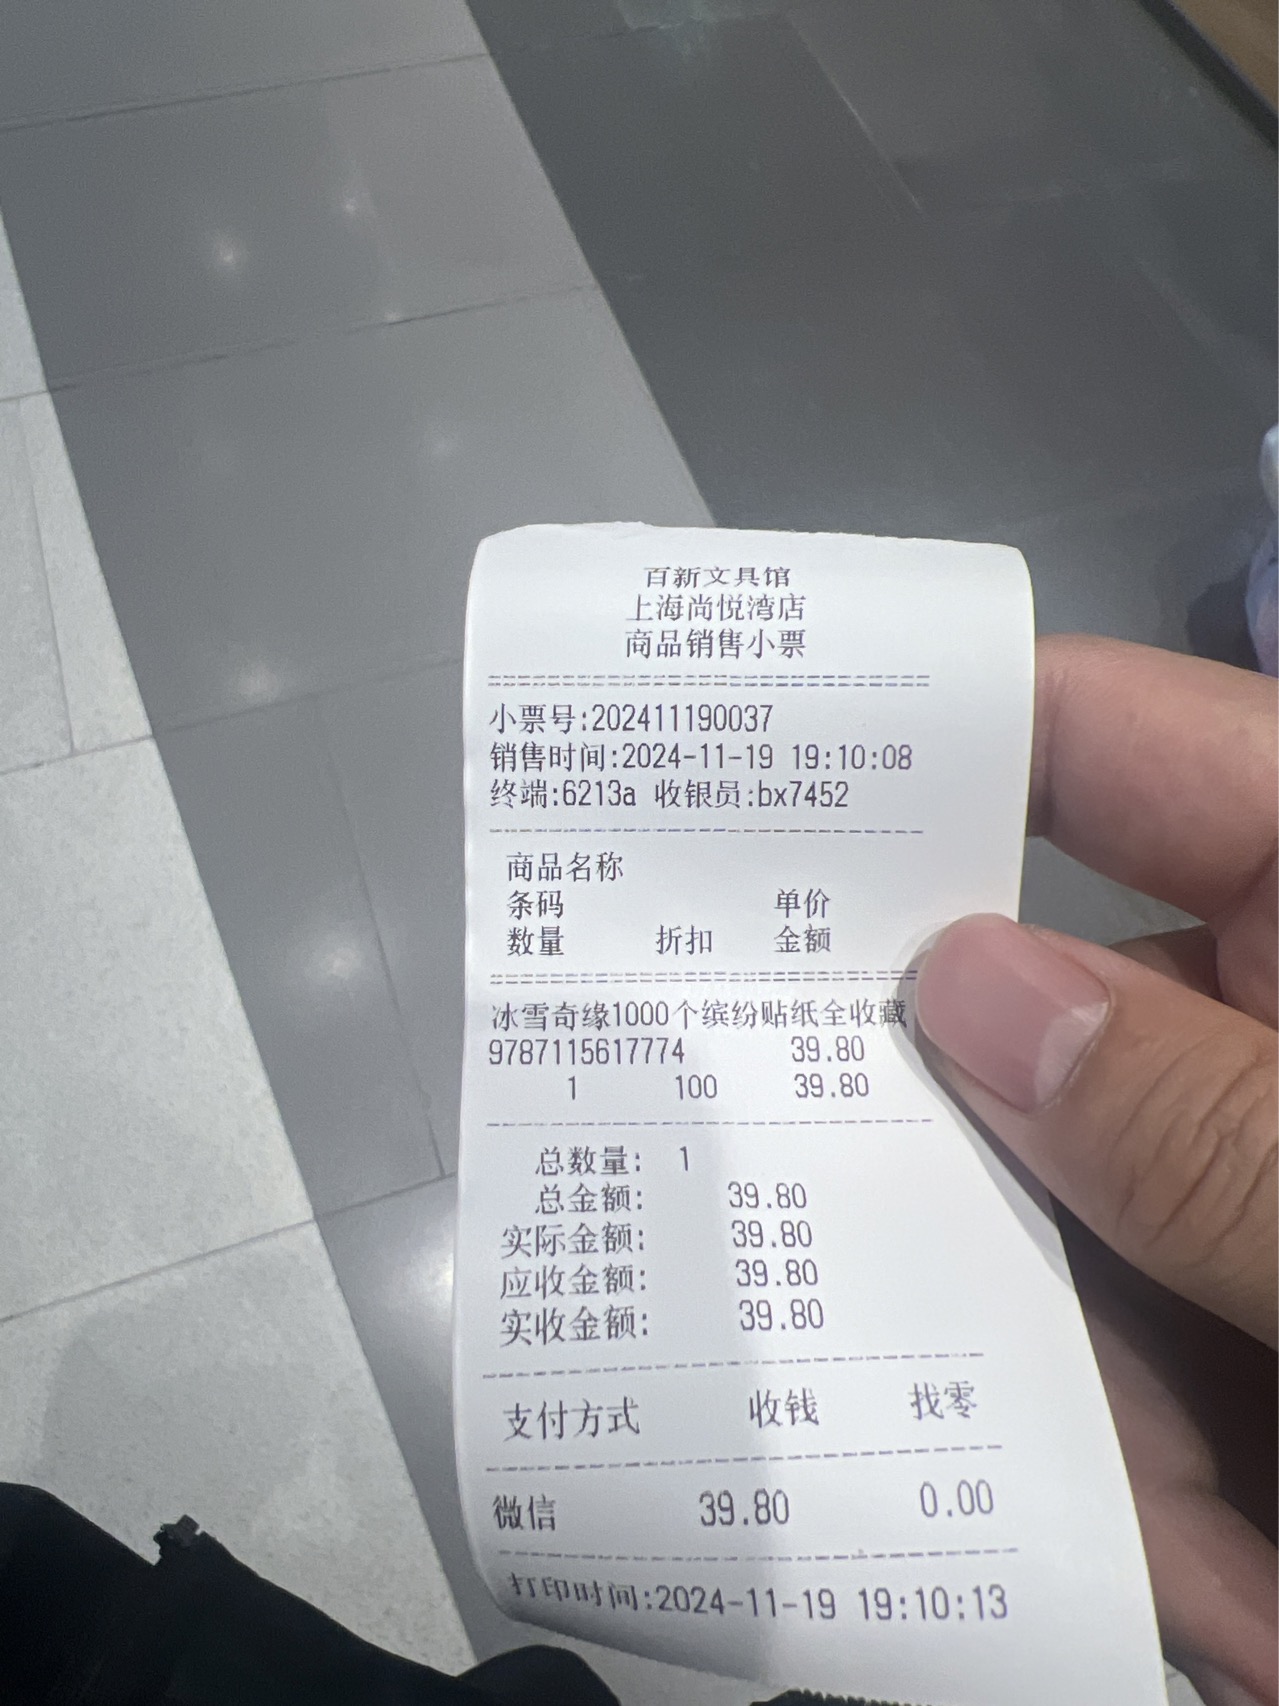 百新文具馆
上海尚悦湾店
商品销售小票
小票号:202411190037
销售时间:2024-11-19 19:10:08
终端:6213a 收银员:bx7452
商品名称
条码 单价
数量 折扣 金额
冰雪奇缘1000个缤纷贴纸全收藏
9787115617774 39.80
1 100 39.80
总数量: 1
总金额: 39.80
实际金额: 39.80
应收金额: 39.80
实收金额: 39.80
支付方式 收钱 找零
微信 39.80 0.00
打印时间:2024-11-19 19:10:13